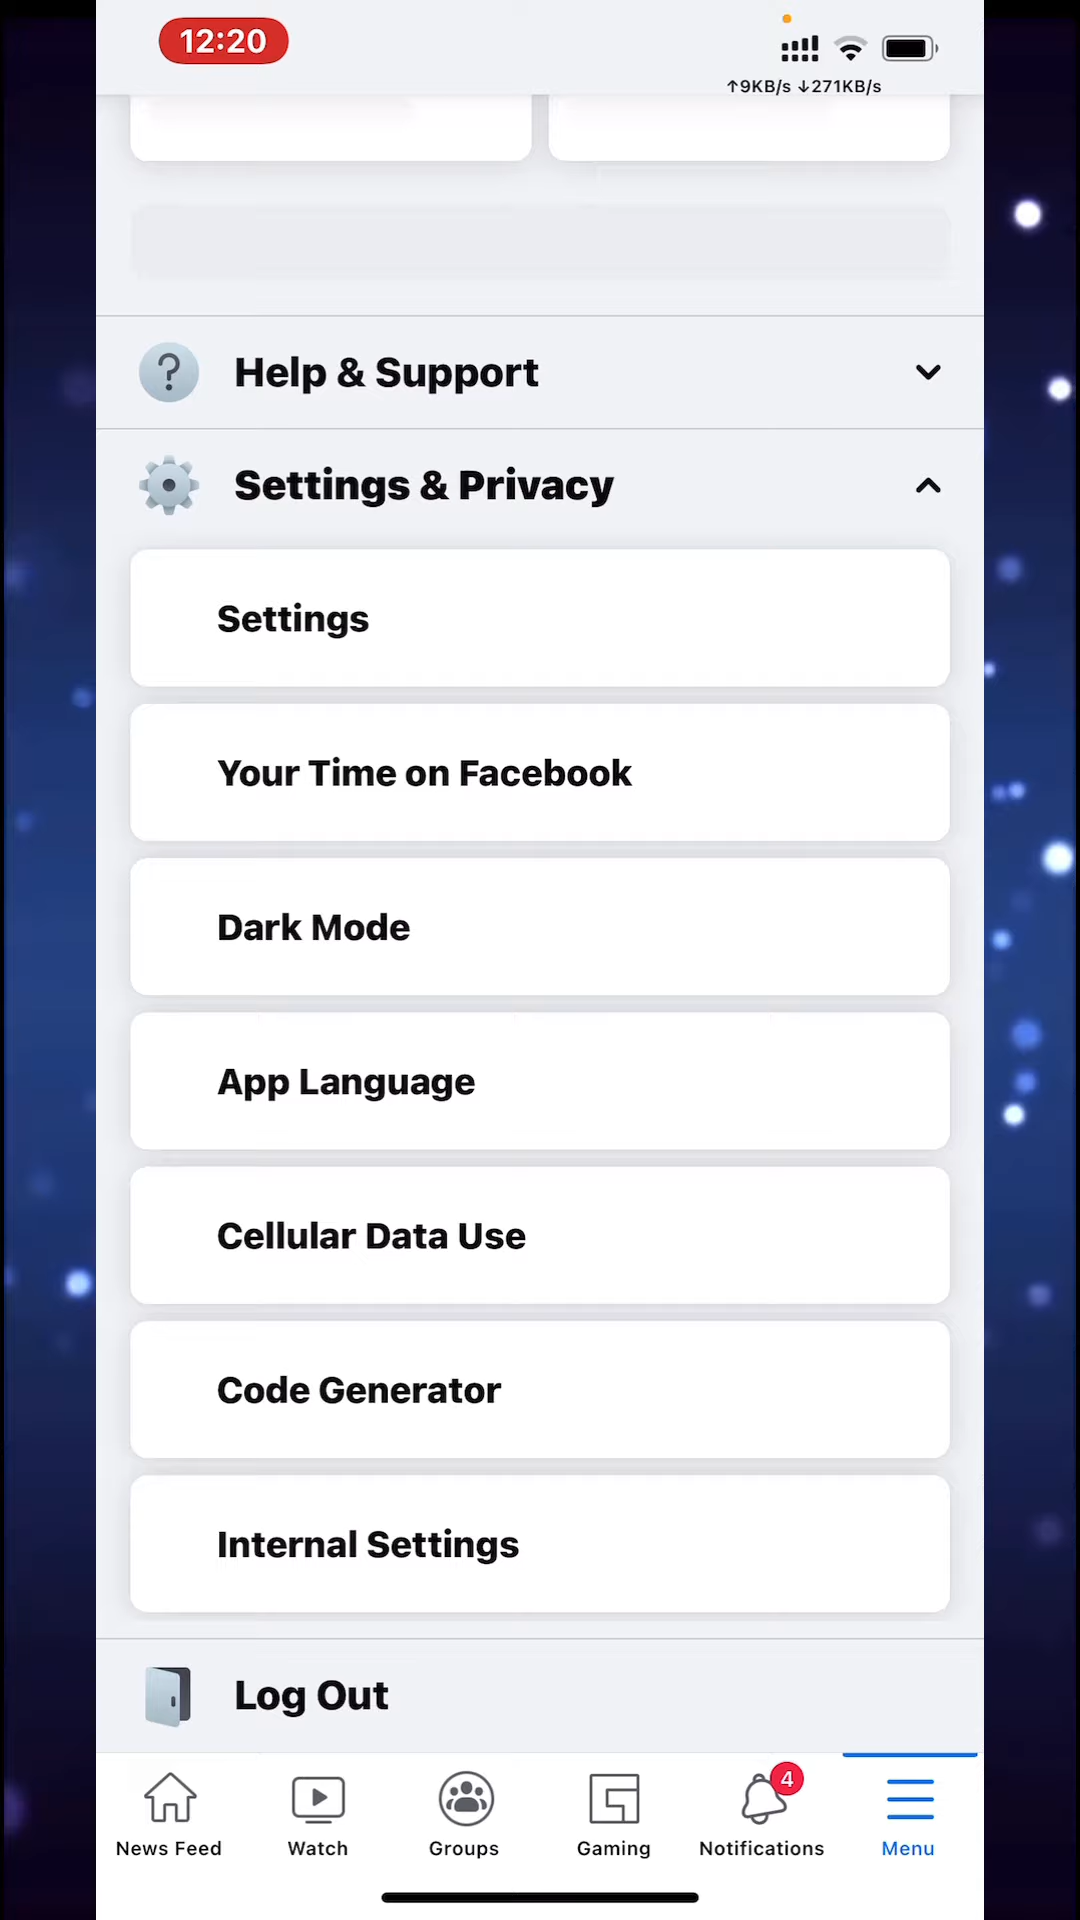 12:20
↑9KB/s ↓271KB/s
Help & Support
Settings & Privacy
Settings
Your Time on Facebook
Dark Mode
App Language
Cellular Data Use
Code Generator
Internal Settings
Log Out
4
News Feed Watch Groups Gaming Notifications Menu